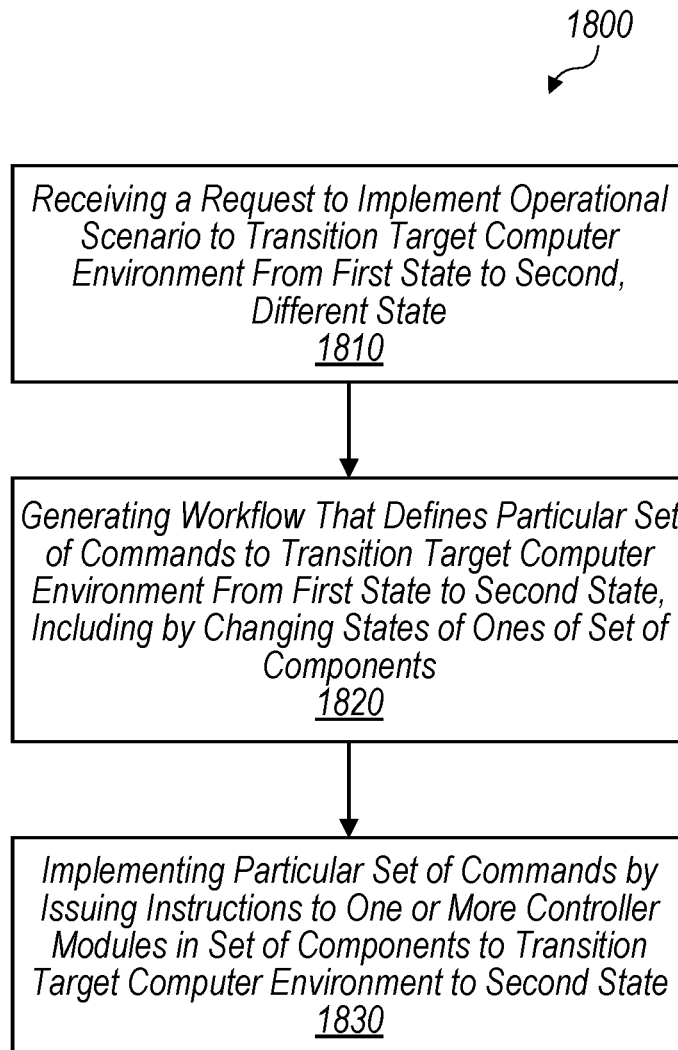 1800
Receiving a Request to Implement Operational
Scenario to Transition Target Computer
Environment From First State to Second,
Different State
1810
Generating Workflow That Defines Particular Set
of Commands to Transition Target Computer
Environment From First State to Second State,
Including by Changing States of Ones of Set of
Components
1820
Implementing Particular Set of Commands by
Issuing Instructions to One or More Controller
Modules in Set of Components to Transition
Target Computer Environment to Second State
1830